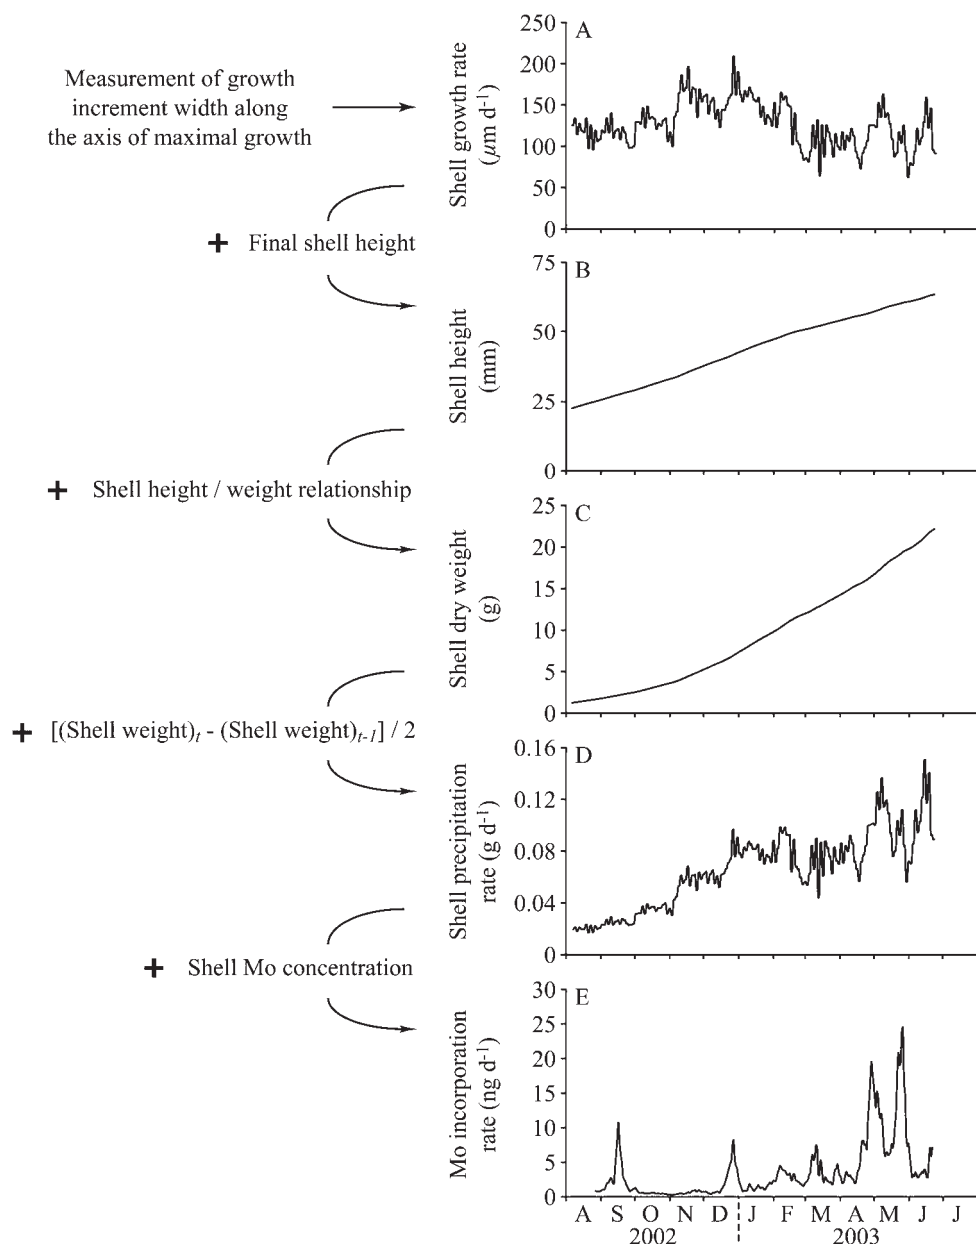 Measurement of growth
increment width along
the axis of maximal growth
+ Final shell height
+ Shell height / weight relationship
+ [(Shell weight)t - (Shell weight)t-1] / 2
+ Shell Mo concentration
A
Shell growth rate
(µm d-1)
250
200
150
100
50
0
B
Shell height
(mm)
75
50
25
0
C
Shell dry weight
(g)
25
20
15
10
5
0
D
Shell precipitation
rate (g d-1)
0.16
0.12
0.08
0.04
0
E
Mo incorporation
rate (ng d-1)
30
25
20
15
10
5
0
A S O N D J F M A M J J
2002 2003